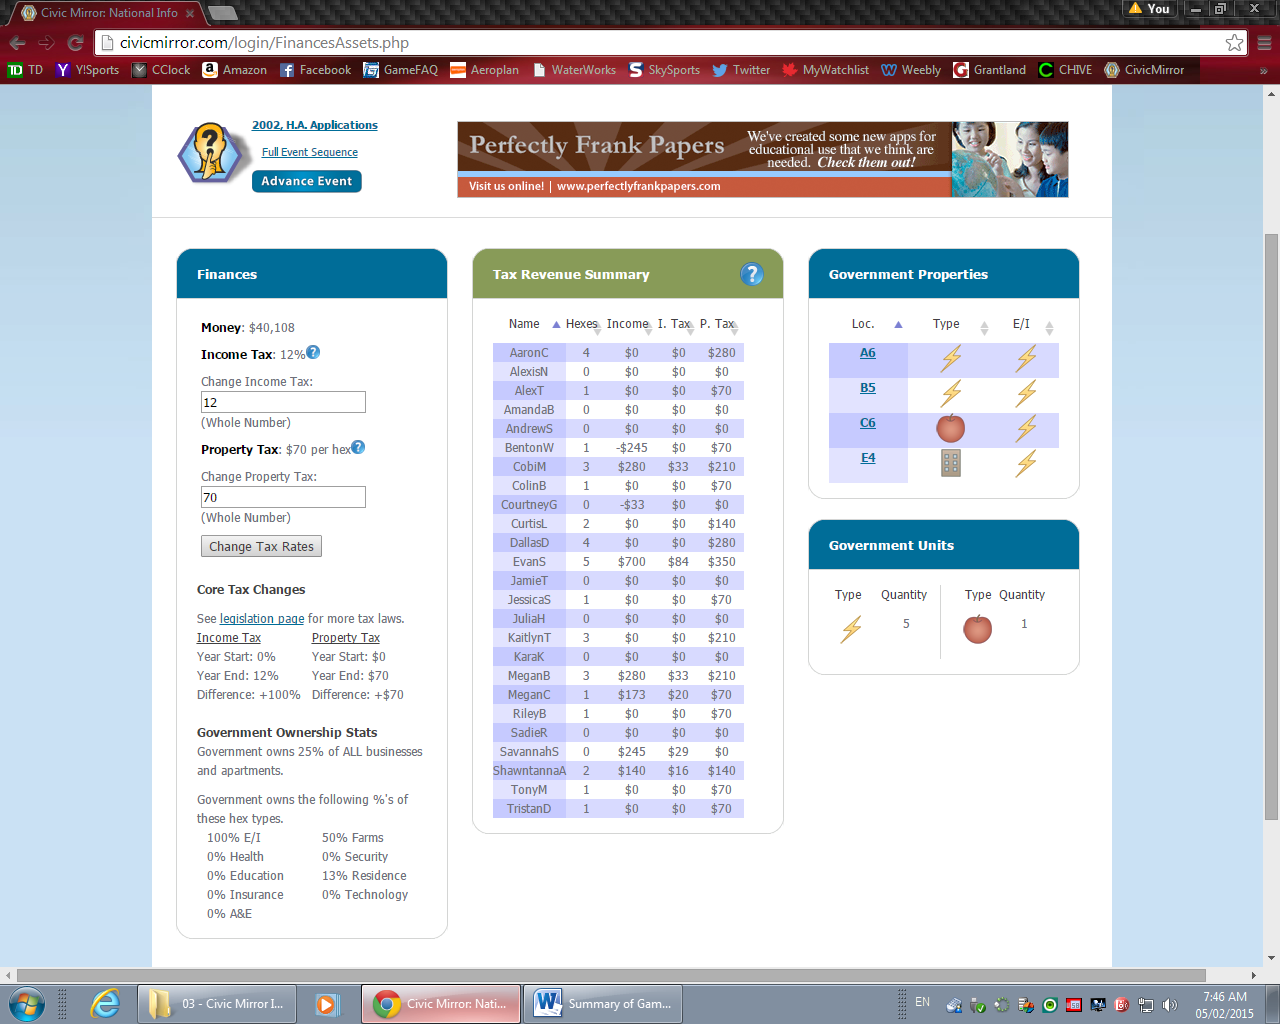 Civic Mirror: National Info
You
civicmirror.com/login/FinancesAssets.php
TD Y!Sports CClock Amazon Facebook GameFAQ Aeroplan WaterWorks SkySports Twitter MyWatchlist Weebly Grantland CHIVE CivicMirror »
2002, H.A. Applications
Full Event Sequence
Advance Event
Perfectly Frank Papers
We've created some new apps for
educational use that we think are
needed. Check them out!
Visit us online! | www.perfectlyfrankpapers.com
Finances
Money: $40,108
Income Tax: 12%?
Change Income Tax:
12
(Whole Number)
Property Tax: $70 per hex?
Change Property Tax:
70
(Whole Number)
Change Tax Rates
Core Tax Changes
See legislation page for more tax laws.
Income Tax Property Tax
Year Start: 0% Year Start: $0
Year End: 12% Year End: $70
Difference: +100% Difference: +$70
Government Ownership Stats
Government owns 25% of ALL businesses
and apartments.
Government owns the following %'s of
these hex types.
100% E/I 50% Farms
0% Health 0% Security
0% Education 13% Residence
0% Insurance 0% Technology
0% A&E
Tax Revenue Summary ?
Name Hexes Income I. Tax P. Tax
AaronC 4 $0 $0 $280
AlexisN 0 $0 $0 $0
AlexT 1 $0 $0 $70
AmandaB 0 $0 $0 $0
AndrewS 0 $0 $0 $0
BentonW 1 -$245 $0 $70
CobiM 3 $280 $33 $210
ColinB 1 $0 $0 $70
CourtneyG 0 -$33 $0 $0
CurtisL 2 $0 $0 $140
DallasD 4 $0 $0 $280
EvanS 5 $700 $84 $350
JamieT 0 $0 $0 $0
JessicaS 1 $0 $0 $70
JuliaH 0 $0 $0 $0
KaitlynT 3 $0 $0 $210
KaraK 0 $0 $0 $0
MeganB 3 $280 $33 $210
MeganC 1 $173 $20 $70
RileyB 1 $0 $0 $70
SadieR 0 $0 $0 $0
SavannahS 0 $245 $29 $0
ShawntannaA 2 $140 $16 $140
TonyM 1 $0 $0 $70
TristanD 1 $0 $0 $70
Government Properties
Loc. Type E/I
A6
B5
C6
E4
Government Units
Type Quantity Type Quantity
5 1
03 - Civic Mirror I... Civic Mirror: Nati... Summary of Gam... EN 7:46 AM
05/02/2015